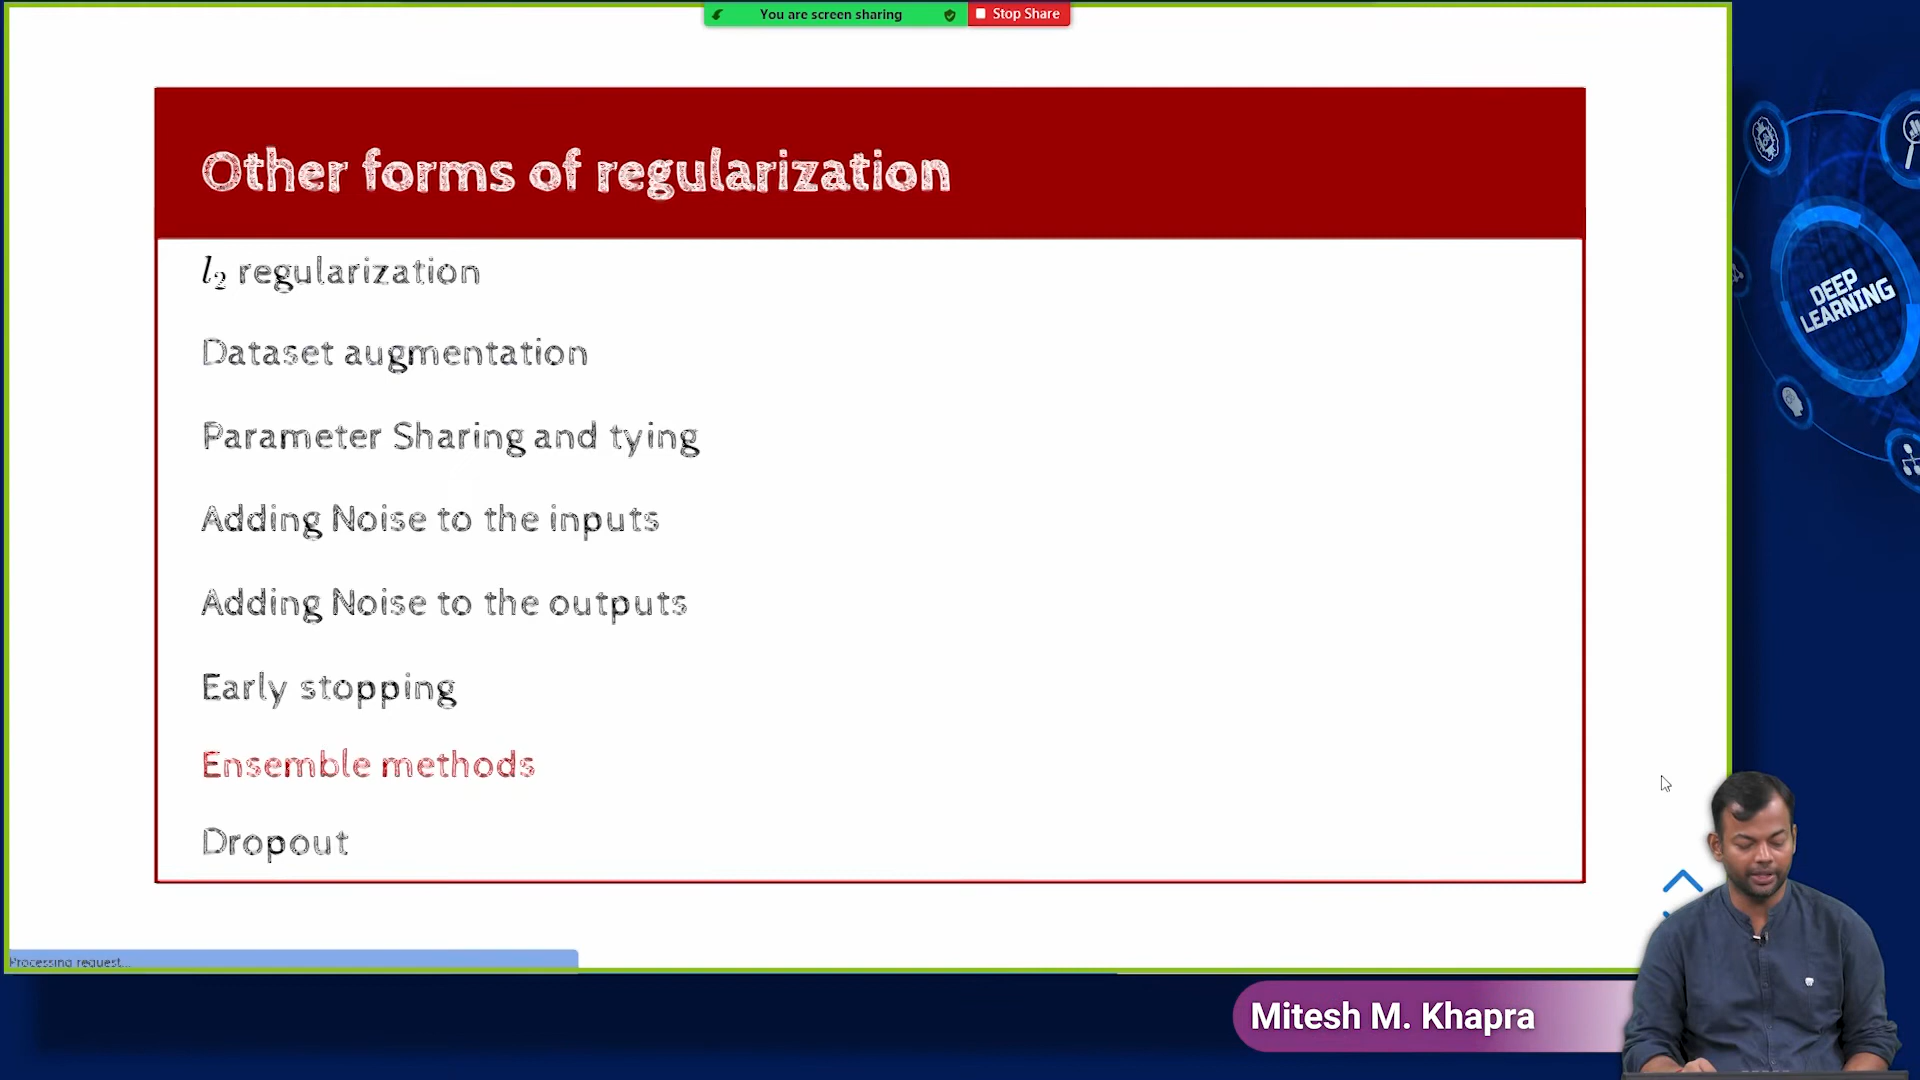 You are screen sharing
Stop Share
Other forms of regularization
l₂ regularization
Dataset augmentation
Parameter Sharing and tying
Adding Noise to the inputs
Adding Noise to the outputs
Early stopping
Ensemble methods
Dropout
Processing request...
DEEP
LEARNING
Mitesh M. Khapra